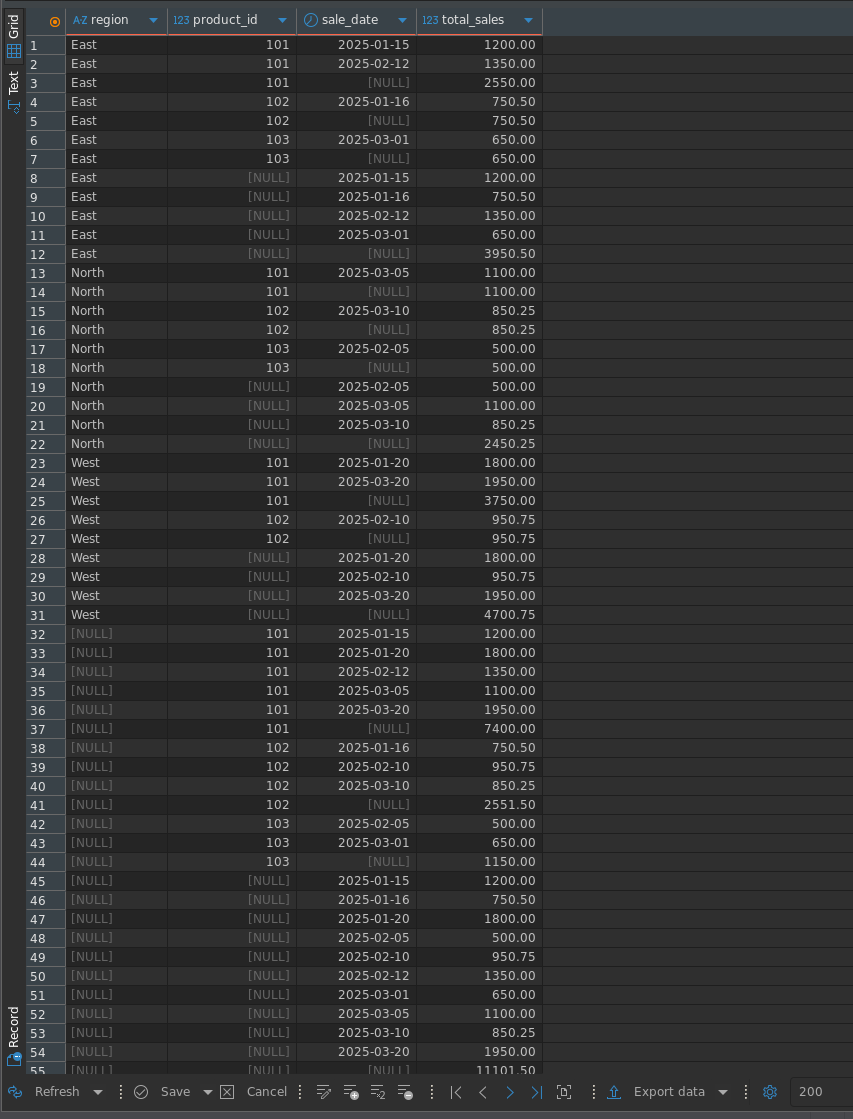 Grid
Text
Record
AZ region 123 product_id sale_date 123 total_sales
1 East 101 2025-01-15 1200.00
2 East 101 2025-02-12 1350.00
3 East 101 [NULL] 2550.00
4 East 102 2025-01-16 750.50
5 East 102 [NULL] 750.50
6 East 103 2025-03-01 650.00
7 East 103 [NULL] 650.00
8 East [NULL] 2025-01-15 1200.00
9 East [NULL] 2025-01-16 750.50
10 East [NULL] 2025-02-12 1350.00
11 East [NULL] 2025-03-01 650.00
12 East [NULL] [NULL] 3950.50
13 North 101 2025-03-05 1100.00
14 North 101 [NULL] 1100.00
15 North 102 2025-03-10 850.25
16 North 102 [NULL] 850.25
17 North 103 2025-02-05 500.00
18 North 103 [NULL] 500.00
19 North [NULL] 2025-02-05 500.00
20 North [NULL] 2025-03-05 1100.00
21 North [NULL] 2025-03-10 850.25
22 North [NULL] [NULL] 2450.25
23 West 101 2025-01-20 1800.00
24 West 101 2025-03-20 1950.00
25 West 101 [NULL] 3750.00
26 West 102 2025-02-10 950.75
27 West 102 [NULL] 950.75
28 West [NULL] 2025-01-20 1800.00
29 West [NULL] 2025-02-10 950.75
30 West [NULL] 2025-03-20 1950.00
31 West [NULL] [NULL] 4700.75
32 [NULL] 101 2025-01-15 1200.00
33 [NULL] 101 2025-01-20 1800.00
34 [NULL] 101 2025-02-12 1350.00
35 [NULL] 101 2025-03-05 1100.00
36 [NULL] 101 2025-03-20 1950.00
37 [NULL] 101 [NULL] 7400.00
38 [NULL] 102 2025-01-16 750.50
39 [NULL] 102 2025-02-10 950.75
40 [NULL] 102 2025-03-10 850.25
41 [NULL] 102 [NULL] 2551.50
42 [NULL] 103 2025-02-05 500.00
43 [NULL] 103 2025-03-01 650.00
44 [NULL] 103 [NULL] 1150.00
45 [NULL] [NULL] 2025-01-15 1200.00
46 [NULL] [NULL] 2025-01-16 750.50
47 [NULL] [NULL] 2025-01-20 1800.00
48 [NULL] [NULL] 2025-02-05 500.00
49 [NULL] [NULL] 2025-02-10 950.75
50 [NULL] [NULL] 2025-02-12 1350.00
51 [NULL] [NULL] 2025-03-01 650.00
52 [NULL] [NULL] 2025-03-05 1100.00
53 [NULL] [NULL] 2025-03-10 850.25
54 [NULL] [NULL] 2025-03-20 1950.00
55 [NULL] [NULL] [NULL] 11101.50
Refresh Save Cancel Export data 200